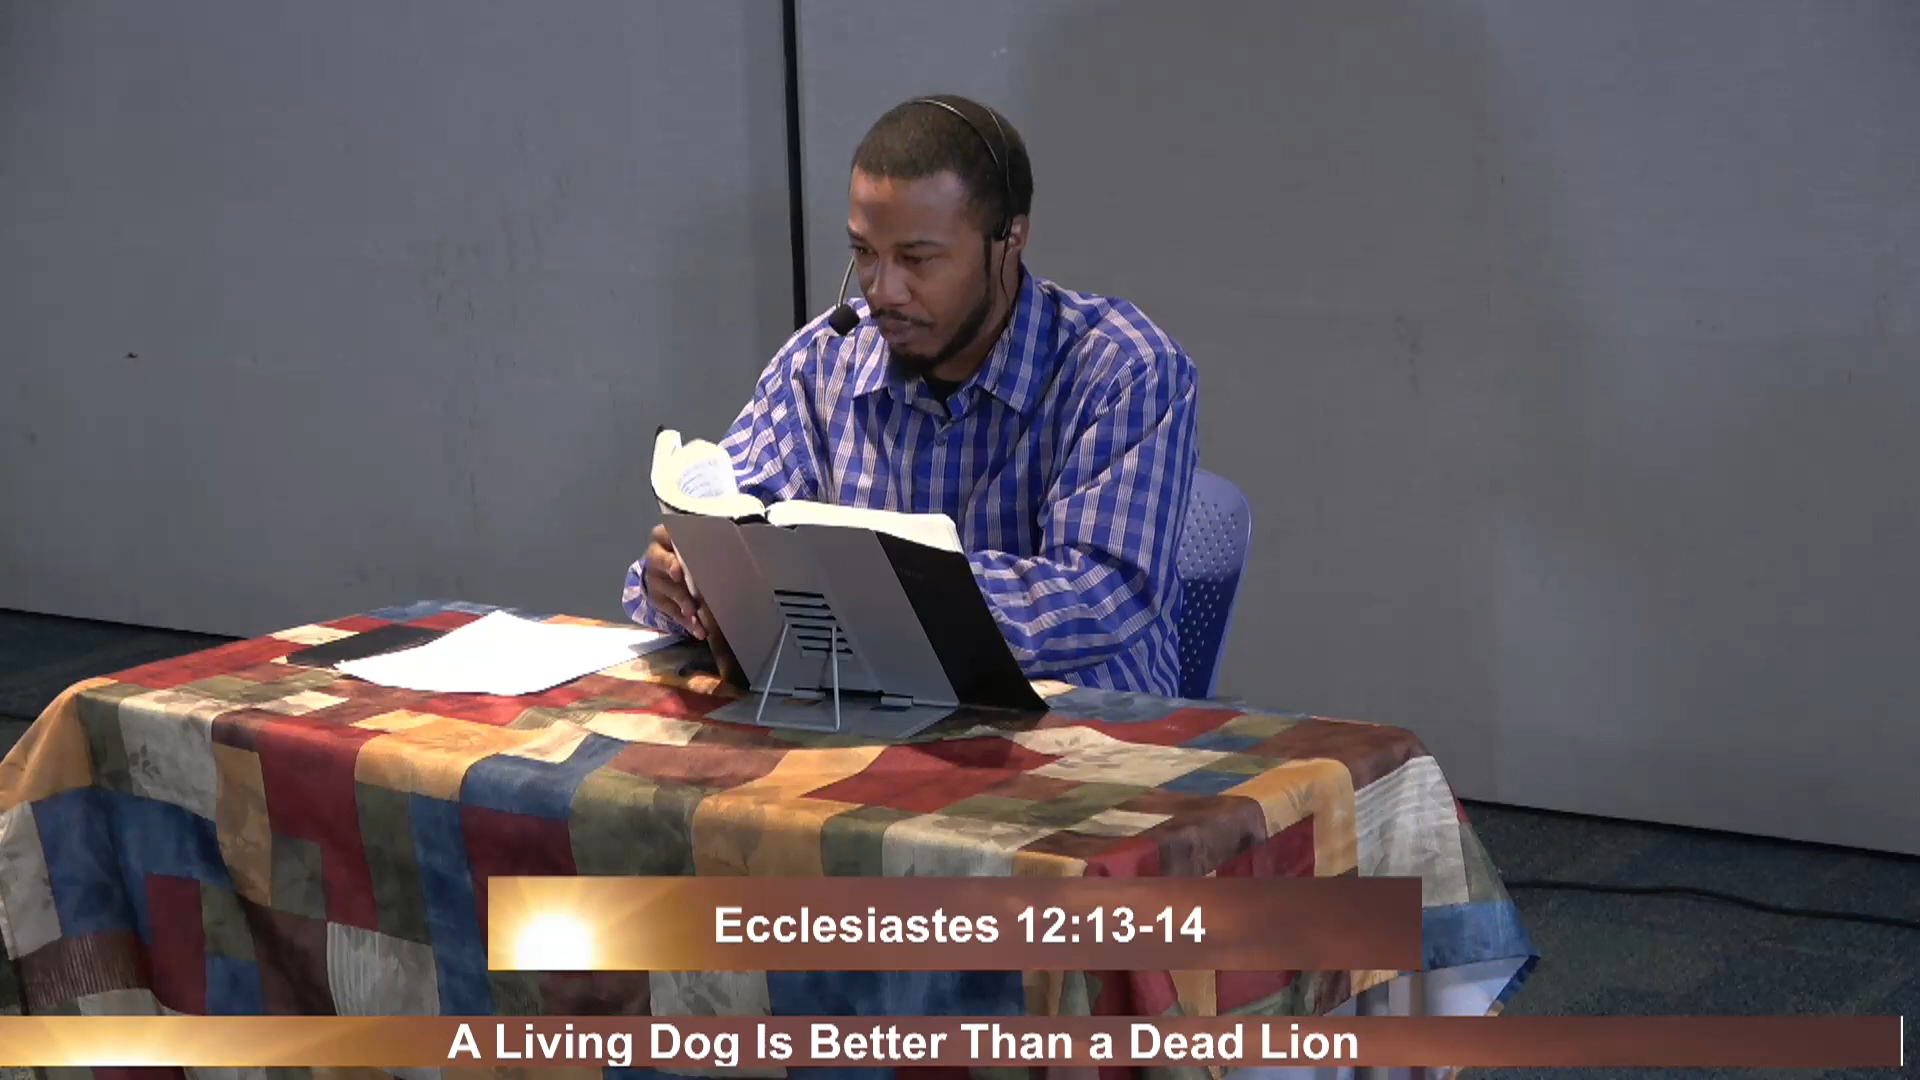 Ecclesiastes 12:13-14
A Living Dog Is Better Than a Dead Lion